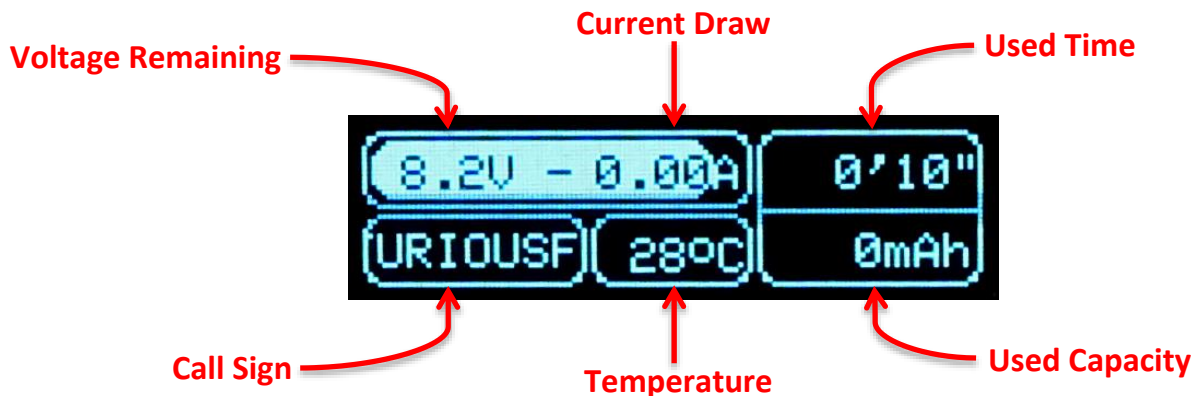 Current Draw
Voltage Remaining
Used Time
8.2V - 0.00A
0'10"
URIOUSF
28ºC
0mAh
Call Sign
Temperature
Used Capacity